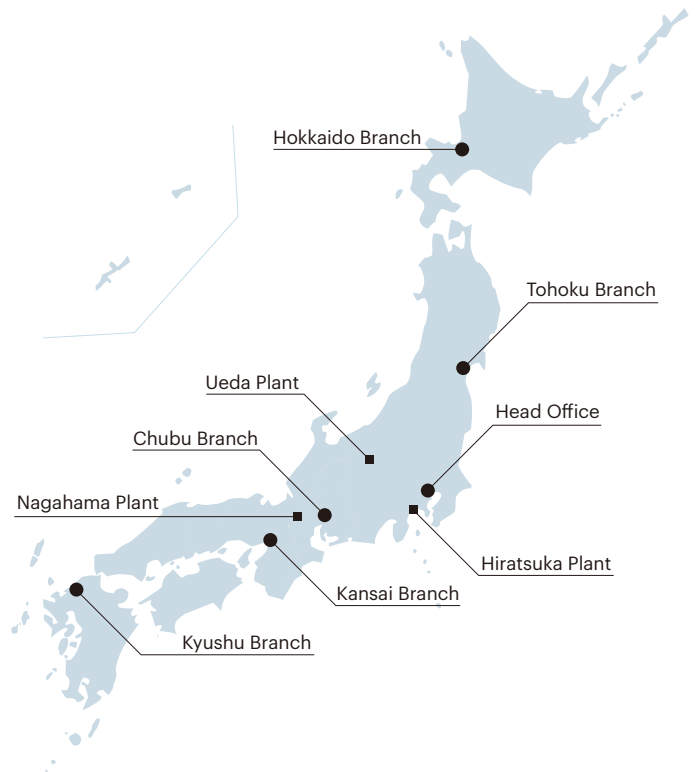 Hokkaido Branch
Tohoku Branch
Ueda Plant
Head Office
Chubu Branch
Nagahama Plant
Hiratsuka Plant
Kansai Branch
Kyushu Branch